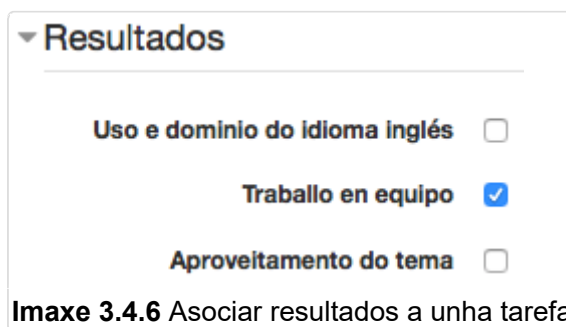 Resultados
Uso e dominio do idioma inglés
Traballo en equipo
Aproveitamento do tema
Imaxe 3.4.6 Asociar resultados a unha tarefa